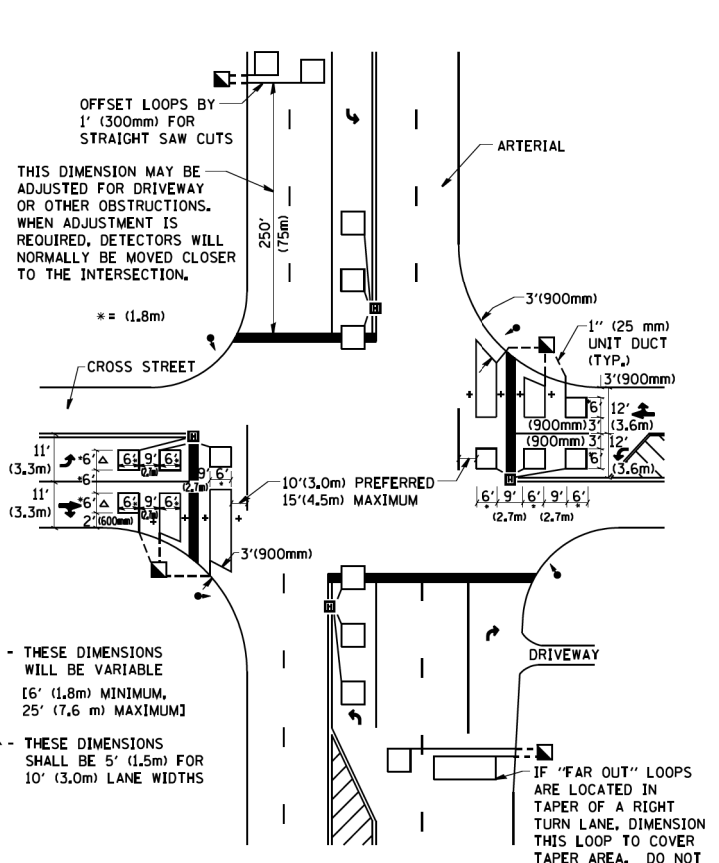 OFFSET LOOPS BY
1' (300mm) FOR
STRAIGHT SAW CUTS
THIS DIMENSION MAY BE
ADJUSTED FOR DRIVEWAY
OR OTHER OBSTRUCTIONS.
WHEN ADJUSTMENT IS
REQUIRED, DETECTORS WILL
NORMALLY BE MOVED CLOSER
TO THE INTERSECTION.
*= (1.8m)
250'
(75m)
ARTERIAL
3'(900mm)
1" (25 mm)
UNIT DUCT
(TYP.)
3'(900mm)
CROSS STREET
H
H
11'
(3.3m)
*6'
△
6'*
9'
6'*
(2.7m)
*6'
9'
6'
(2.7m)
*
11'
(3.3m)
*6'
△
6'*
9'
6'*
(2.7m)
2'
(600mm)
3'(900mm)
10'(3.0m) PREFERRED
15'(4.5m) MAXIMUM
*6'
12'
(3.6m)
(900mm) 3'
(900mm) 3'
12'
*6'
(3.6m)
H
6' 9' 6' 9' 6'
* * *
(2.7m) (2.7m)
H
DRIVEWAY
- THESE DIMENSIONS
WILL BE VARIABLE
[6' (1.8m) MINIMUM,
25' (7.6 m) MAXIMUM]
- THESE DIMENSIONS
SHALL BE 5' (1.5m) FOR
10' (3.0m) LANE WIDTHS
IF "FAR OUT" LOOPS
ARE LOCATED IN
TAPER OF A RIGHT
TURN LANE, DIMENSION
THIS LOOP TO COVER
TAPER AREA. DO NOT